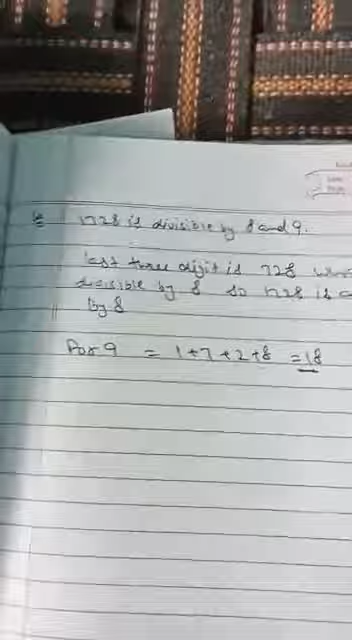 1728 is divisible by 8 and 9.
last three digit is 728
divisible by 8 so 1728 is
by 8
For 9 = 1+7+2+8 = 18